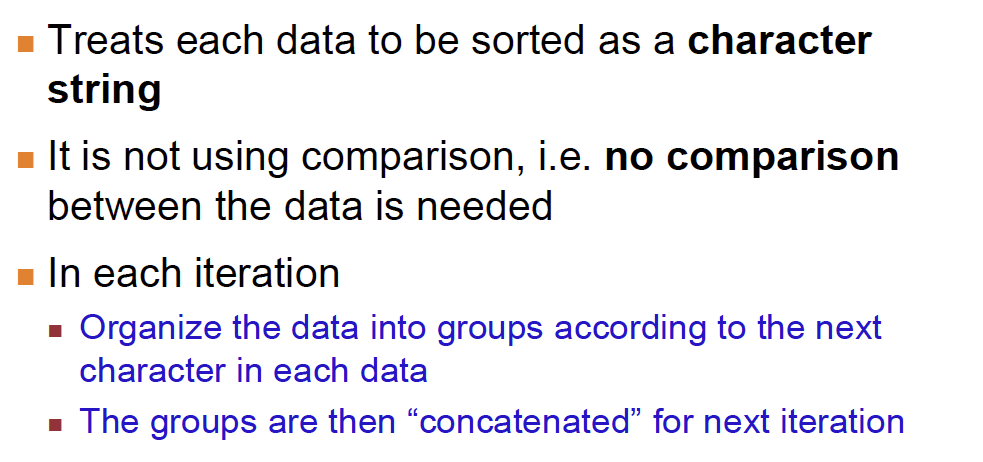 Treats each data to be sorted as a character
string
It is not using comparison, i.e. no comparison
between the data is needed
In each iteration
Organize the data into groups according to the next
character in each data
The groups are then “concatenated” for next iteration